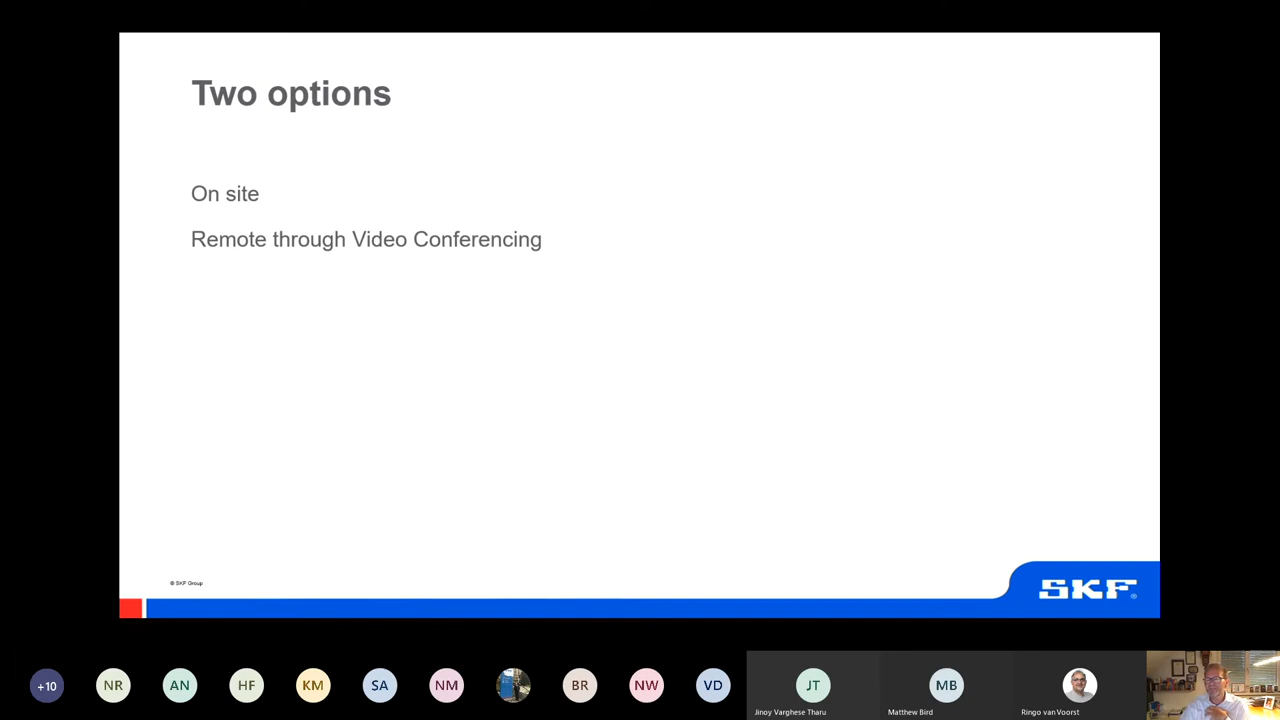 Two options
On site
Remote through Video Conferencing
© SKF Group
SKF®
+10
NR
AN
HF
KM
SA
NM
BR
NW
VD
JT
MB
Jinoy Varghese Tharu
Matthew Bird
Ringo van Voorst